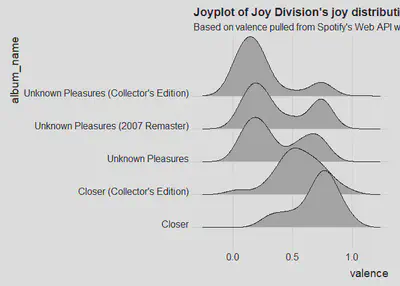 Joyplot of Joy Division's joy
Based on valence pulled from Spotify's Web API
album_name
Unknown Pleasures (Collector's Edition)
Unknown Pleasures (2007 Remaster)
Unknown Pleasures
Closer (Collector's Edition)
Closer
0.0 0.5 1.0
valence